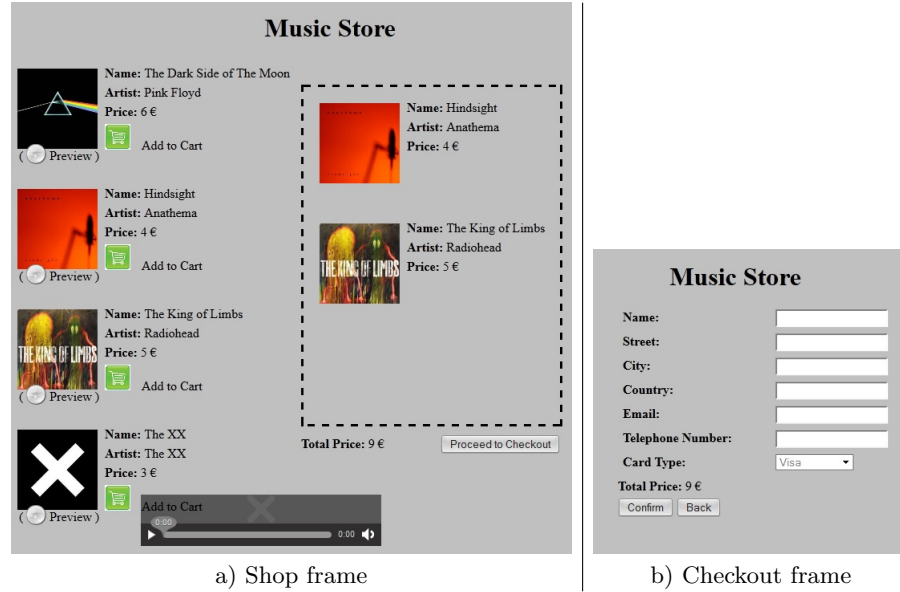 Music Store
Name: The Dark Side of The Moon
Artist: Pink Floyd
Price: 6 €
Add to Cart
( Preview )
Name: Hindsight
Artist: Anathema
Price: 4 €
Add to Cart
( Preview )
Name: The King of Limbs
Artist: Radiohead
Price: 5 €
THE KING OF LIMBS
Add to Cart
( Preview )
Name: The XX
Artist: The XX
Price: 3 €
Add to Cart
( Preview )
0:00
0:00
Name: Hindsight
Artist: Anathema
Price: 4 €
Name: The King of Limbs
Artist: Radiohead
Price: 5 €
THE KING OF LIMBS
Total Price: 9 €
Proceed to Checkout
a) Shop frame
Music Store
Name:
Street:
City:
Country:
Email:
Telephone Number:
Card Type: Visa
Total Price: 9 €
Confirm Back
b) Checkout frame